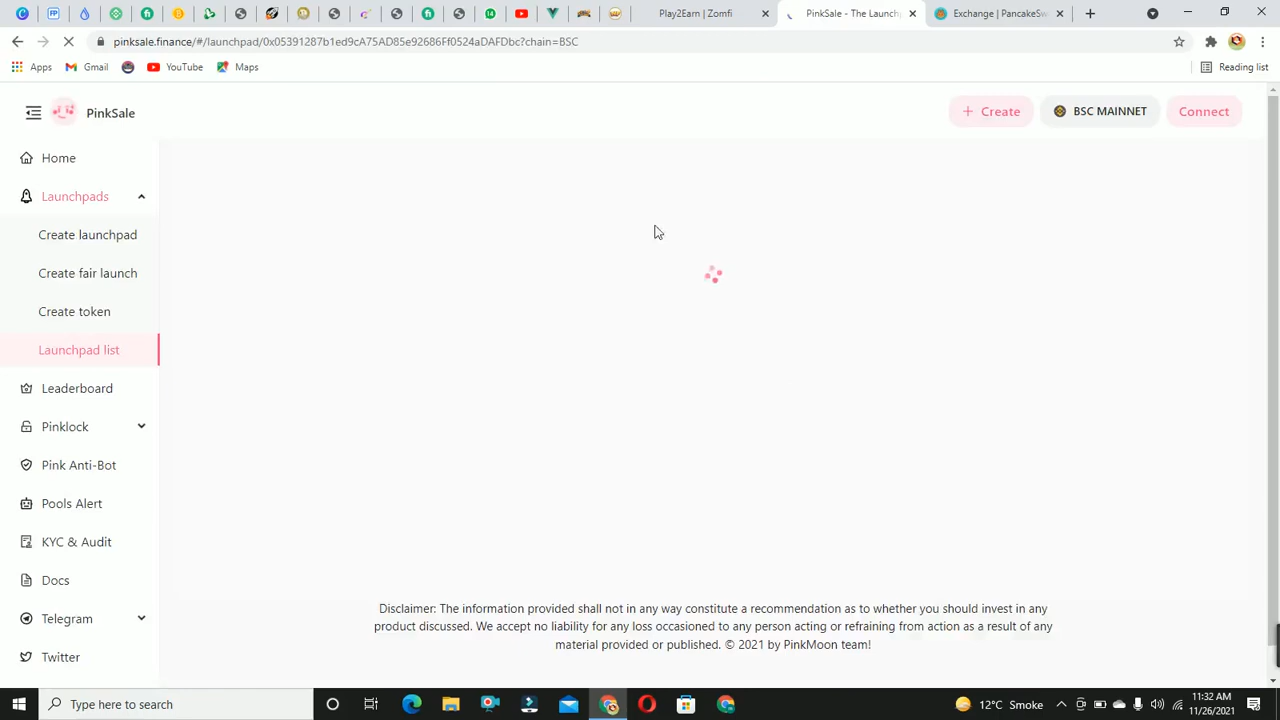 Play2Earn | Zomfi
PinkSale - The Launch
Exchange | PancakeSw
pinksale.finance/#/launchpad/0x05391287b1ed9cA75AD85e92686Ff0524aDAFDbc?chain=BSC
Apps
Gmail
YouTube
Maps
Reading list
PinkSale
Create
BSC MAINNET
Connect
Home
Launchpads
Create launchpad
Create fair launch
Create token
Launchpad list
Leaderboard
Pinklock
Pink Anti-Bot
Pools Alert
KYC & Audit
Docs
Telegram
Twitter
Disclaimer: The information provided shall not in any way constitute a recommendation as to whether you should invest in any
product discussed. We accept no liability for any loss occasioned to any person acting or refraining from action as a result of any
material provided or published. © 2021 by PinkMoon team!
Type here to search
12°C Smoke
11:32 AM
11/26/2021